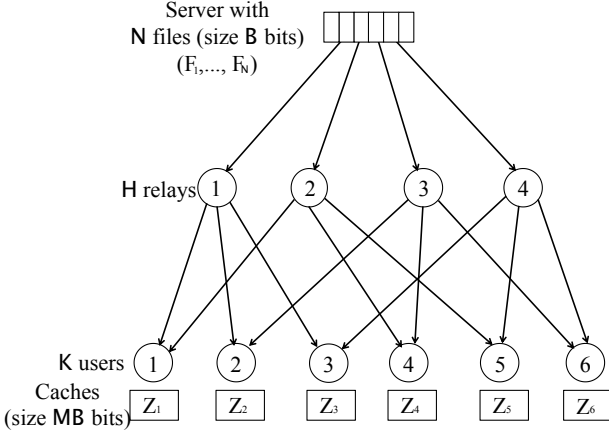 Server with
N files (size B bits)
(F₁,..., F_N)
H relays
1
2
3
4
K users
1
2
3
4
5
6
Caches
(size MB bits)
Z₁
Z₂
Z₃
Z₄
Z₅
Z₆